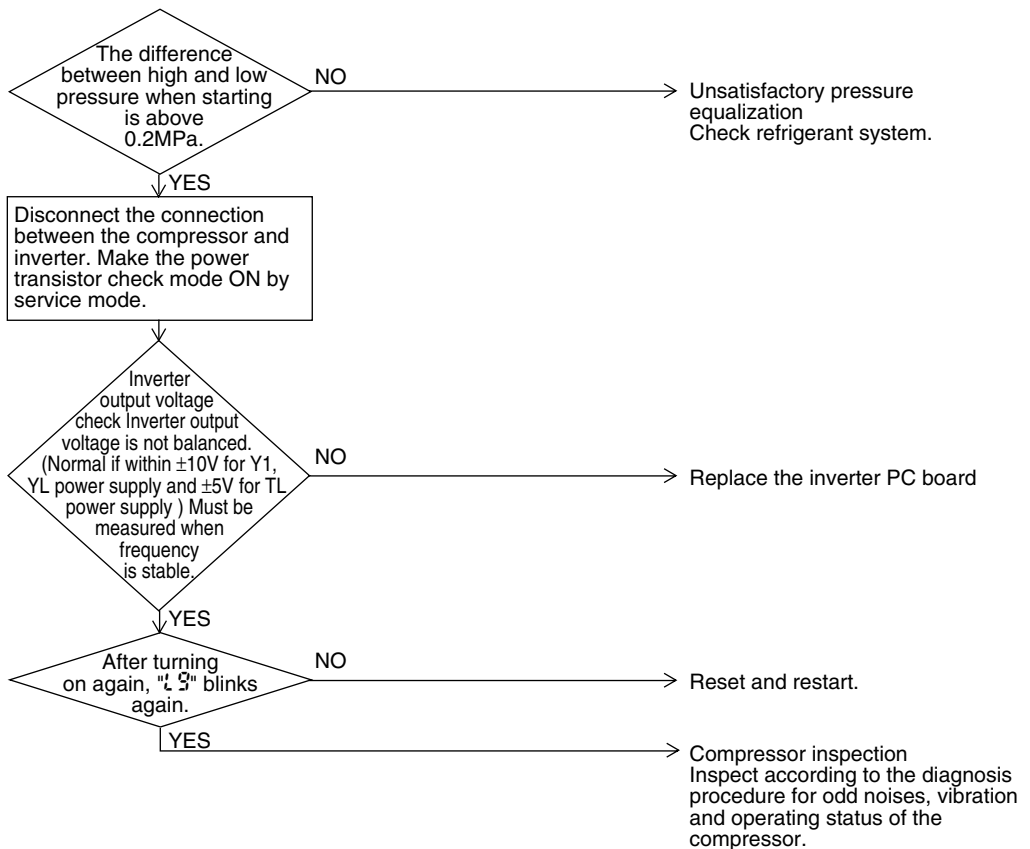 The difference
between high and low
pressure when starting
is above
0.2MPa.
NO
Unsatisfactory pressure
equalization
Check refrigerant system.
YES
Disconnect the connection
between the compressor and
inverter. Make the power
transistor check mode ON by
service mode.
Inverter
output voltage
check Inverter output
voltage is not balanced.
(Normal if within ±10V for Y1,
YL power supply and ±5V for TL
power supply ) Must be
measured when
frequency
is stable.
NO
Replace the inverter PC board
YES
After turning
on again, "L9" blinks
again.
NO
Reset and restart.
YES
Compressor inspection
Inspect according to the diagnosis
procedure for odd noises, vibration
and operating status of the
compressor.